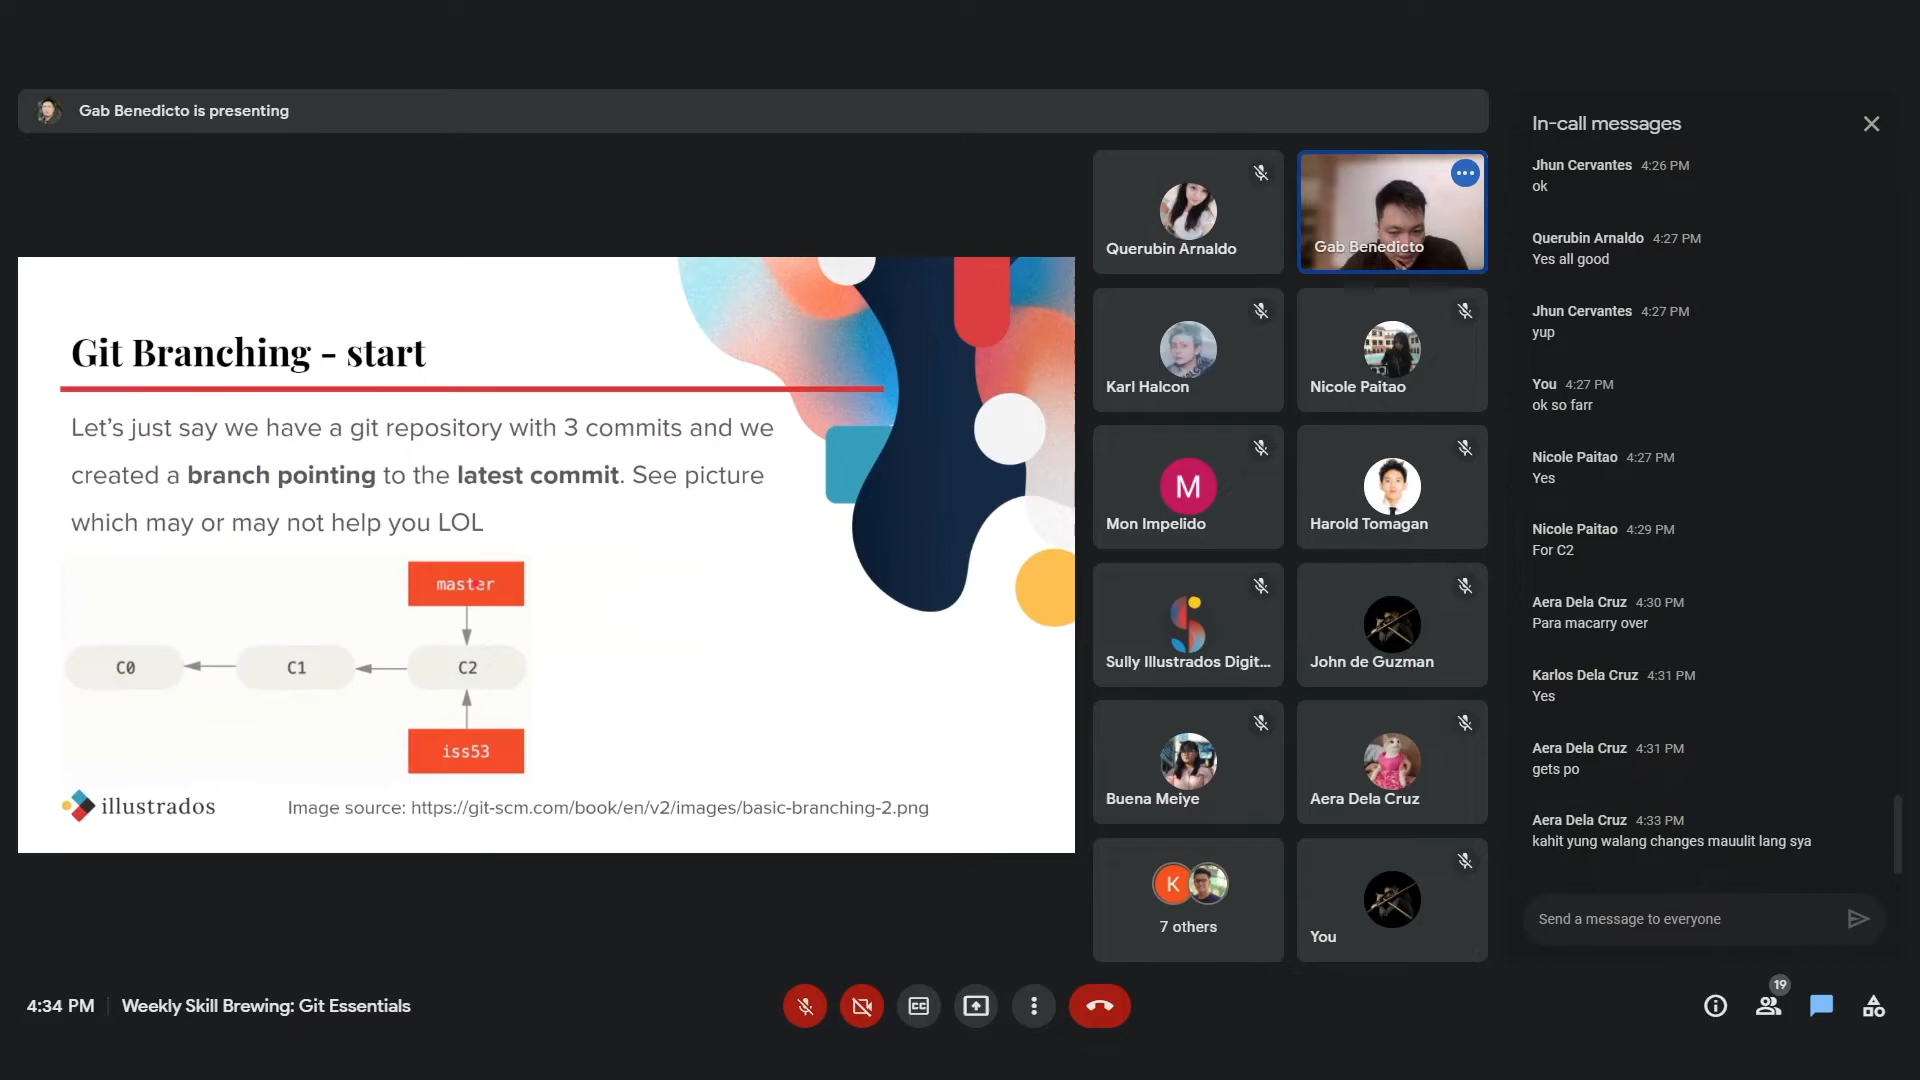 Gab Benedicto is presenting
Git Branching - start
Let's just say we have a git repository with 3 commits and we
created a branch pointing to the latest commit. See picture
which may or may not help you LOL
master
C0
C1
C2
iss53
illustrados
Image source: https://git-scm.com/book/en/v2/images/basic-branching-2.png
Querubin Arnaldo
Gab Benedicto
Karl Halcon
Nicole Paitao
M
Mon Impelido
Harold Tomagan
Sully Illustrados Digit...
John de Guzman
Buena Meiye
Aera Dela Cruz
K
7 others
You
In-call messages
Jhun Cervantes 4:26 PM
ok
Querubin Arnaldo 4:27 PM
Yes all good
Jhun Cervantes 4:27 PM
yup
You 4:27 PM
ok so farr
Nicole Paitao 4:27 PM
Yes
Nicole Paitao 4:29 PM
For C2
Aera Dela Cruz 4:30 PM
Para macarry over
Karlos Dela Cruz 4:31 PM
Yes
Aera Dela Cruz 4:31 PM
gets po
Aera Dela Cruz 4:33 PM
kahit yung walang changes mauulit lang sya
Send a message to everyone
4:34 PM
Weekly Skill Brewing: Git Essentials
CC
19